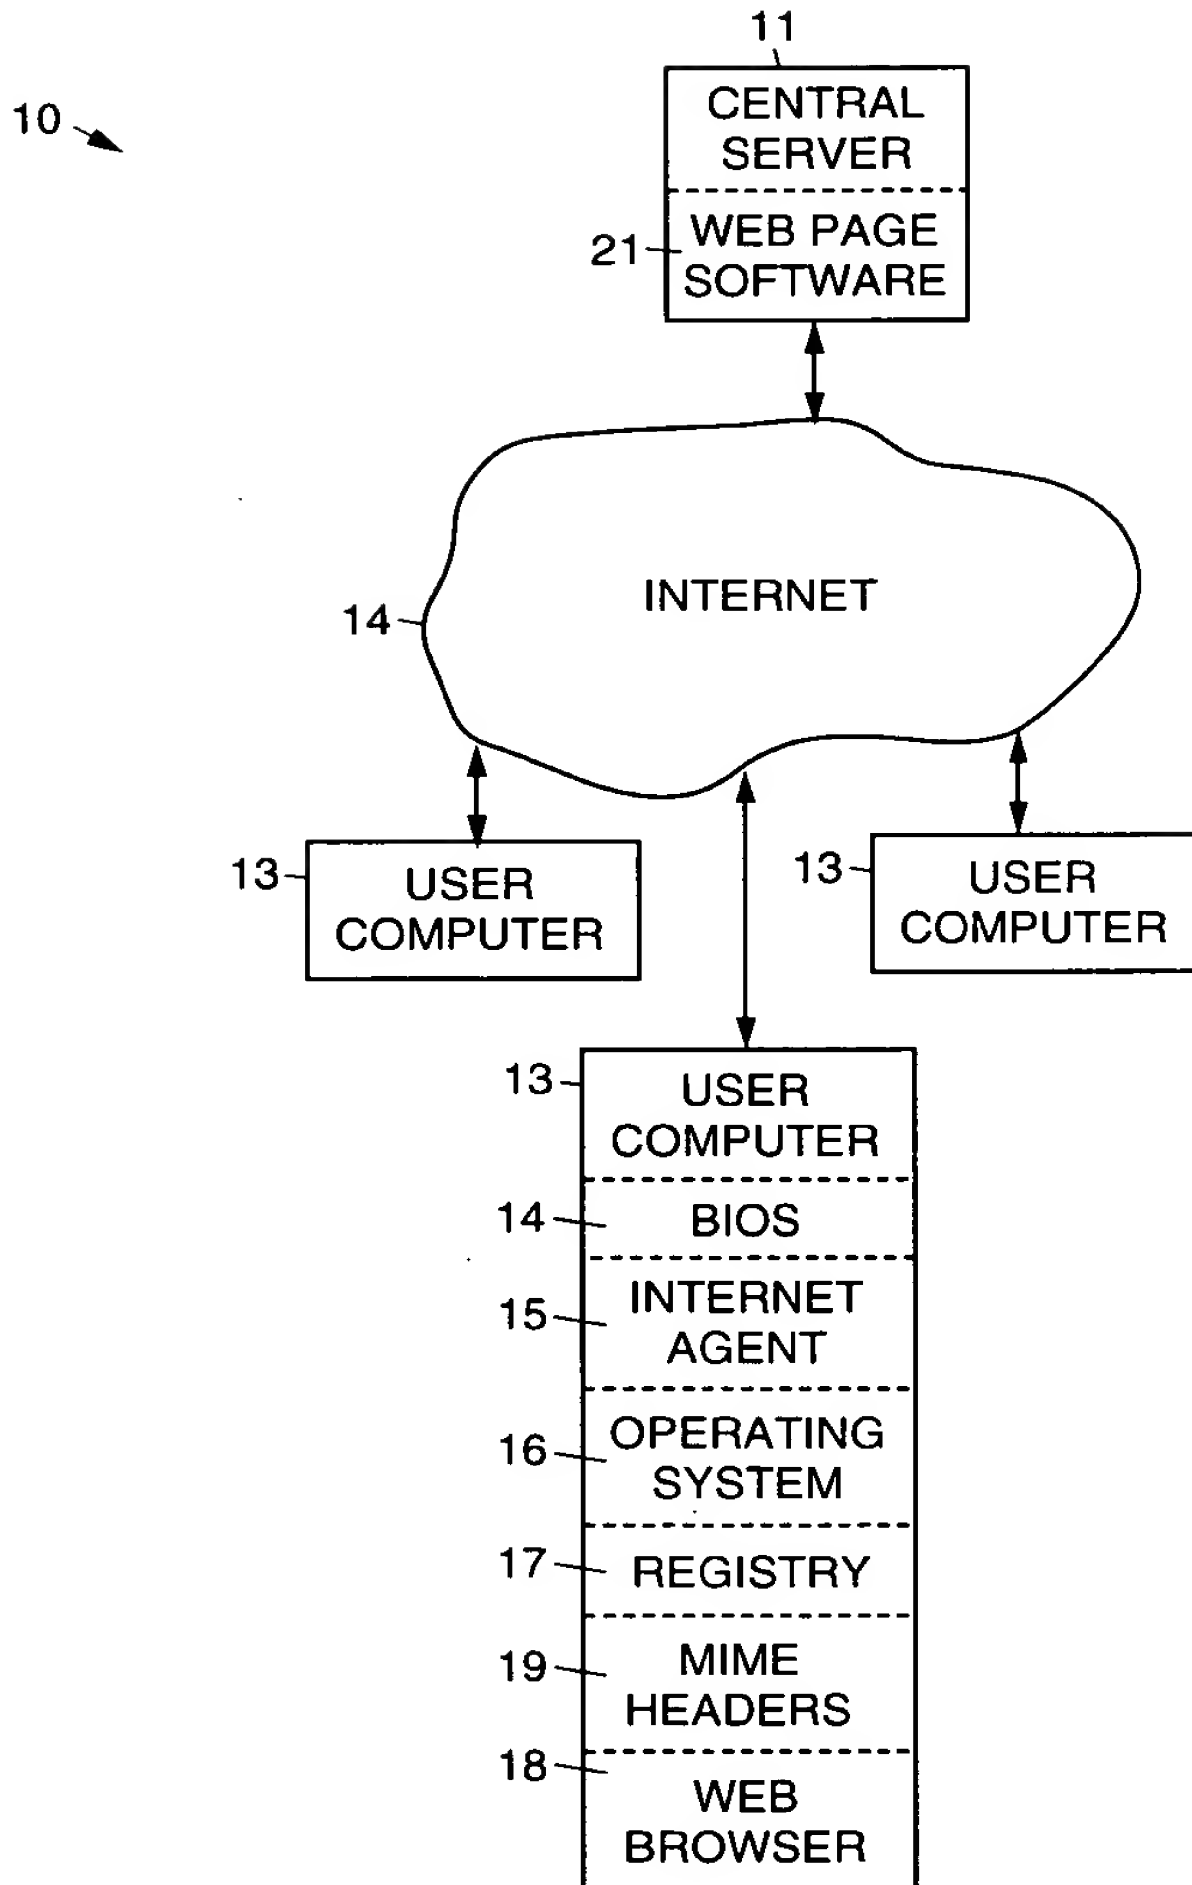 11
10
CENTRAL
SERVER
21
WEB PAGE
SOFTWARE
INTERNET
14
13
USER
COMPUTER
13
USER
COMPUTER
13
USER
COMPUTER
14
BIOS
15
INTERNET
AGENT
16
OPERATING
SYSTEM
17
REGISTRY
19
MIME
HEADERS
18
WEB
BROWSER